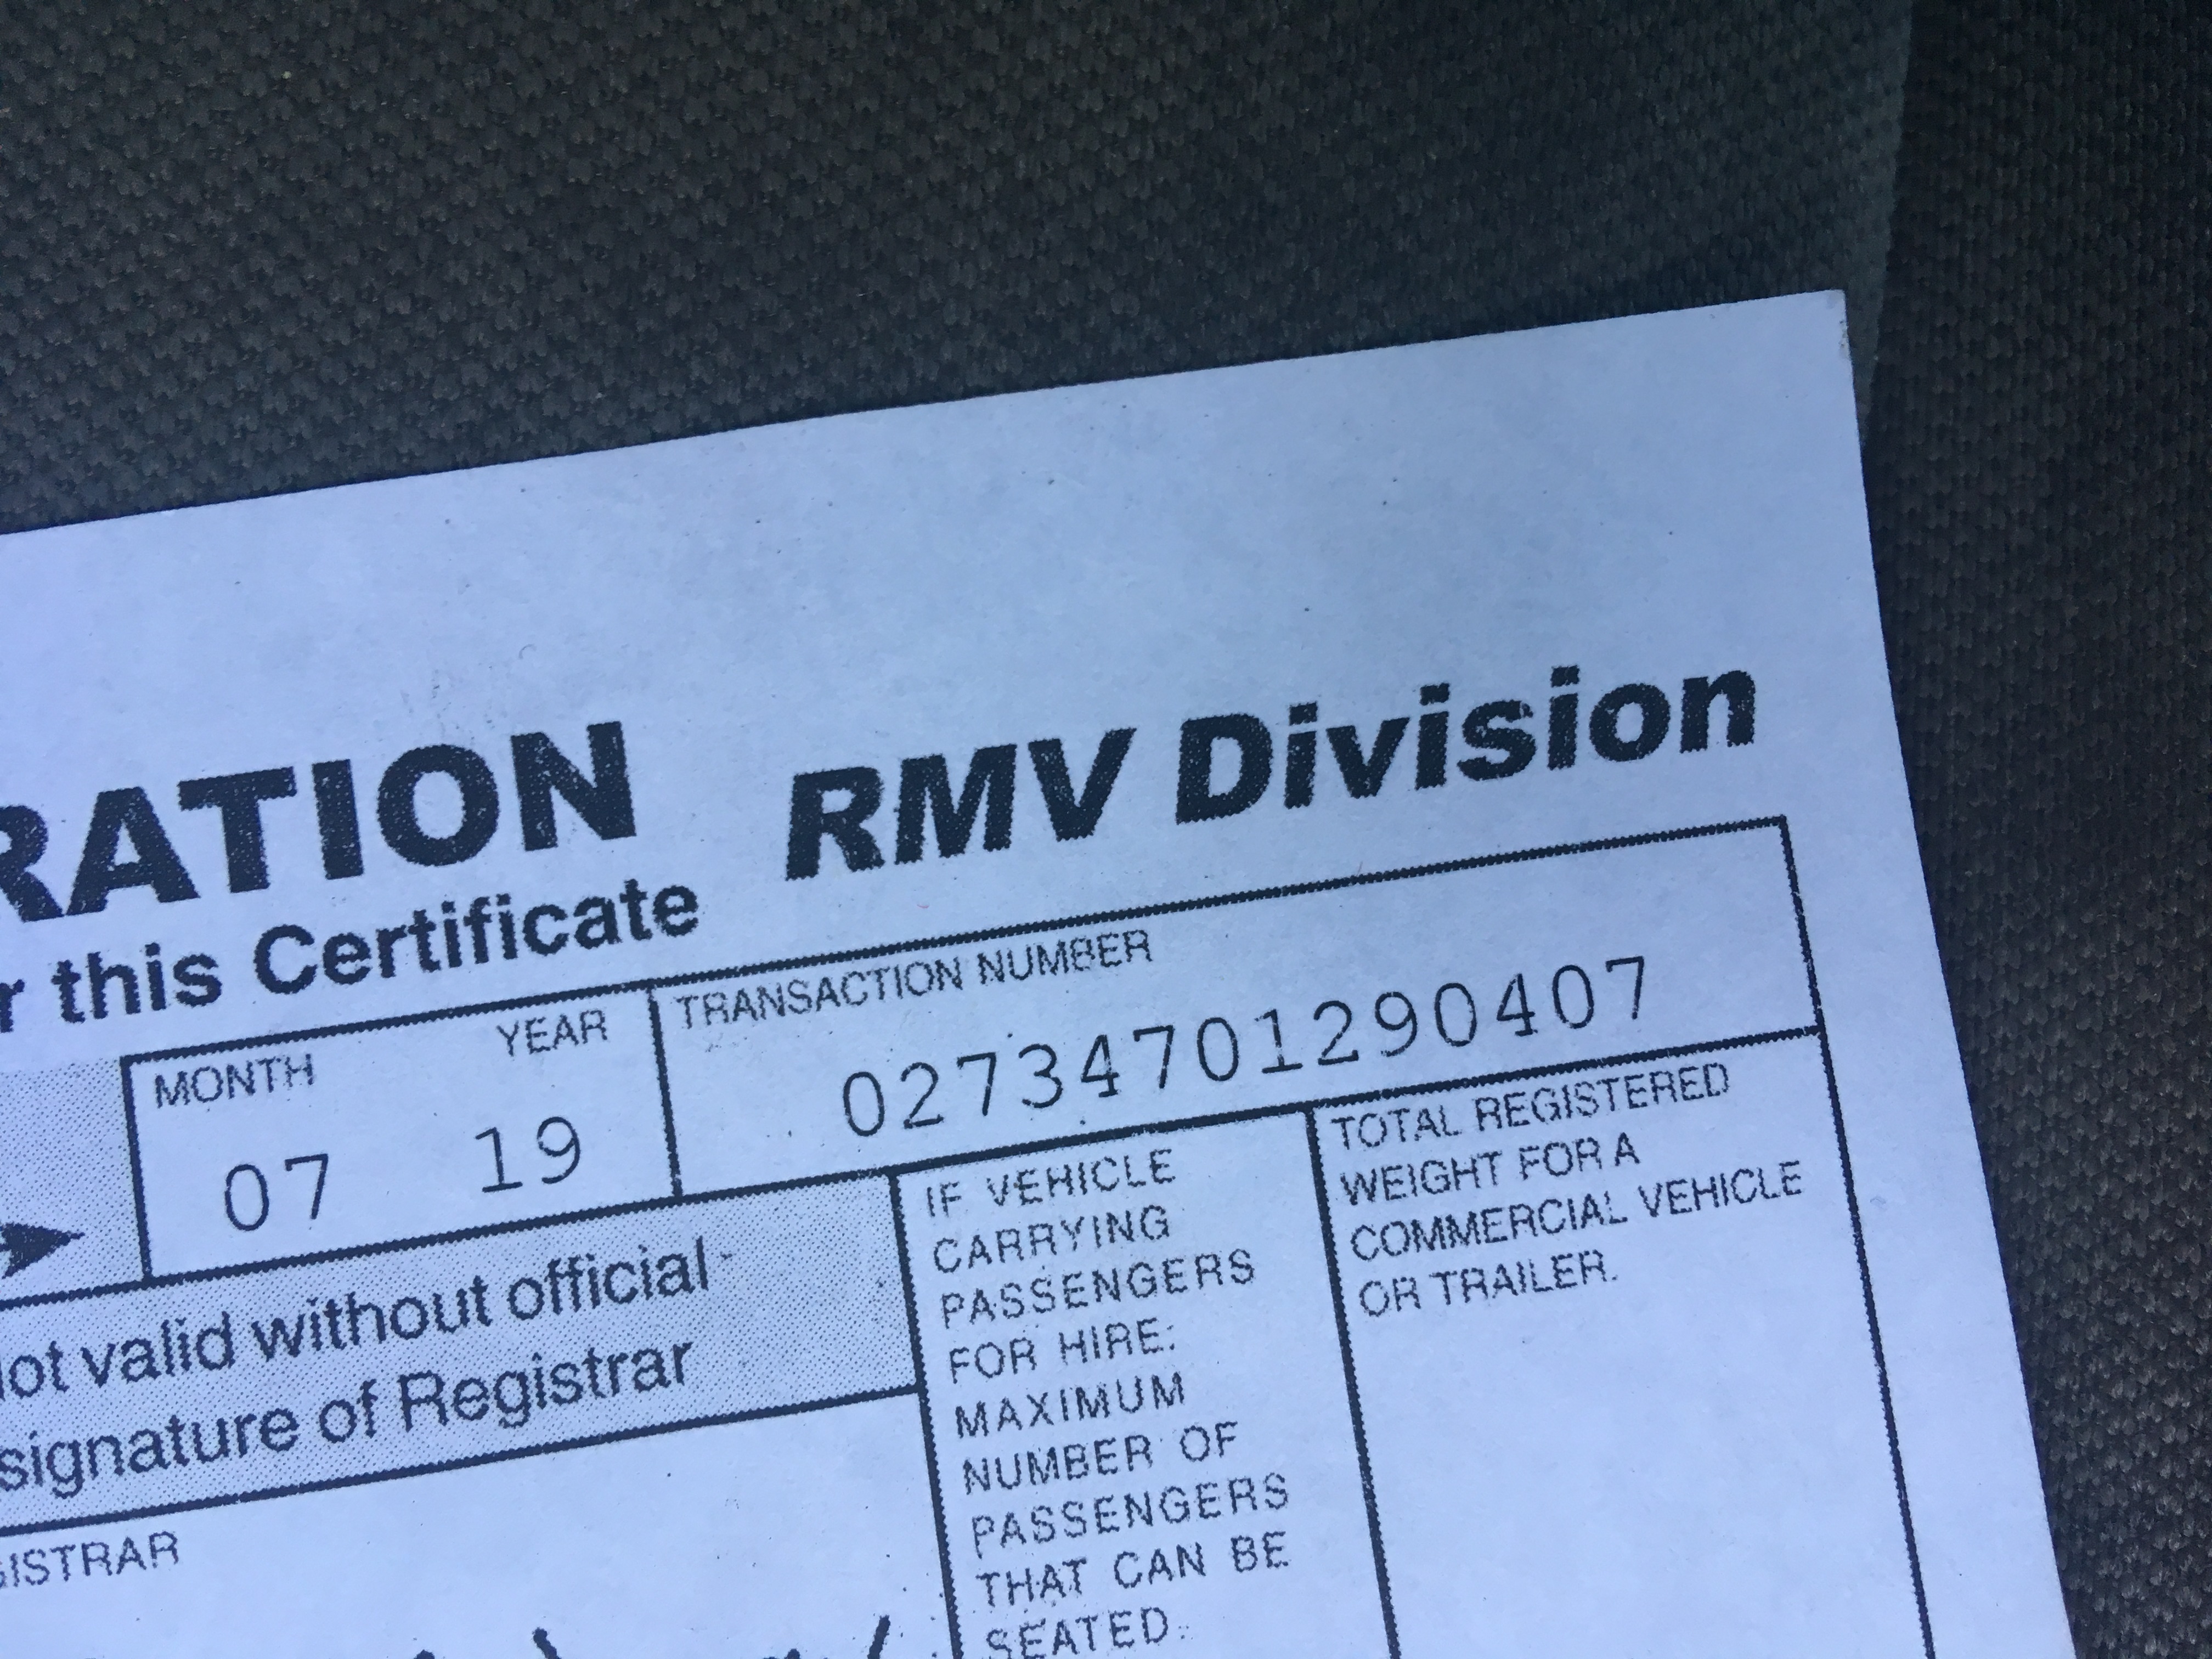 RATION RMV Division
r this Certificate
MONTH YEAR
07 19
TRANSACTION NUMBER
02734701290407
ot valid without official
signature of Registrar
ISTRAR
IF VEHICLE
CARRYING
PASSENGERS
FOR HIRE:
MAXIMUM
NUMBER OF
PASSENGERS
THAT CAN BE
SEATED.
TOTAL REGISTERED
WEIGHT FOR A
COMMERCIAL VEHICLE
OR TRAILER.